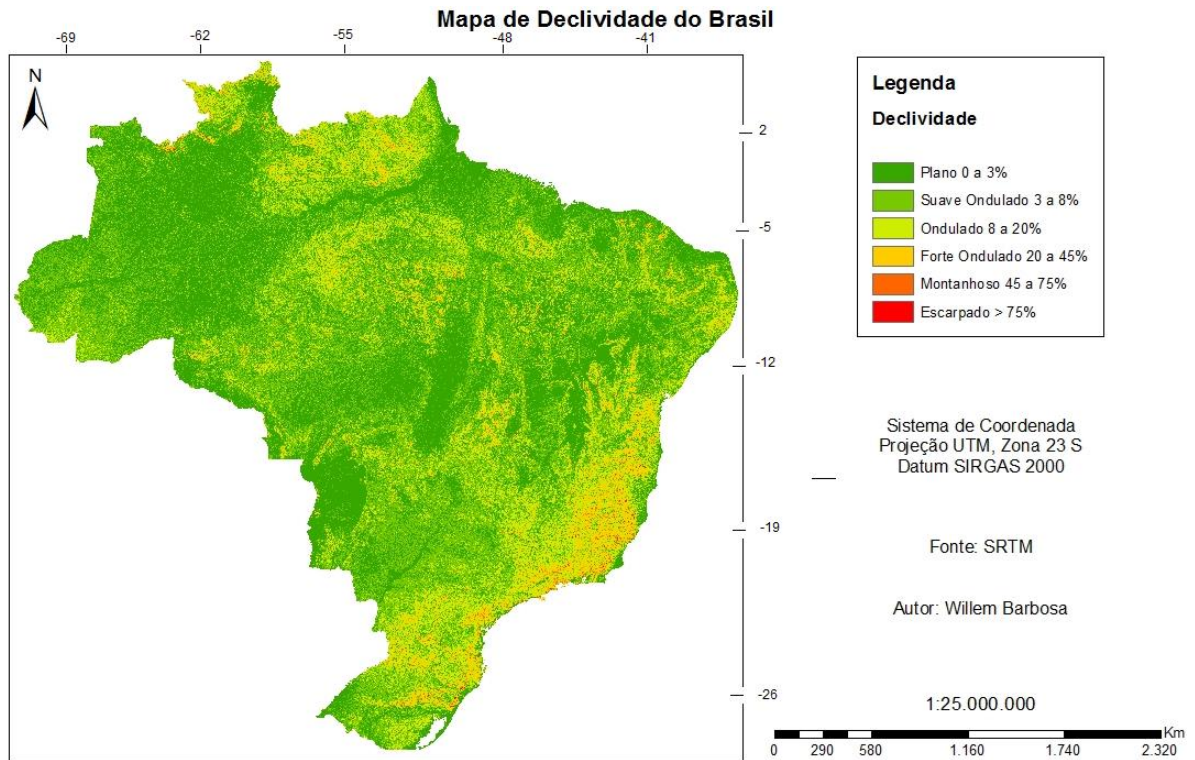 Mapa de Declividade do Brasil
-69
-62
-55
-48
-41
N
2
-5
-12
-19
-26
Legenda
Declividade
Plano 0 a 3%
Suave Ondulado 3 a 8%
Ondulado 8 a 20%
Forte Ondulado 20 a 45%
Montanhoso 45 a 75%
Escarpado > 75%
Sistema de Coordenada
Projeção UTM, Zona 23 S
Datum SIRGAS 2000
Fonte: SRTM
Autor: Willem Barbosa
1:25.000.000
Km
0 290 580 1.160 1.740 2.320